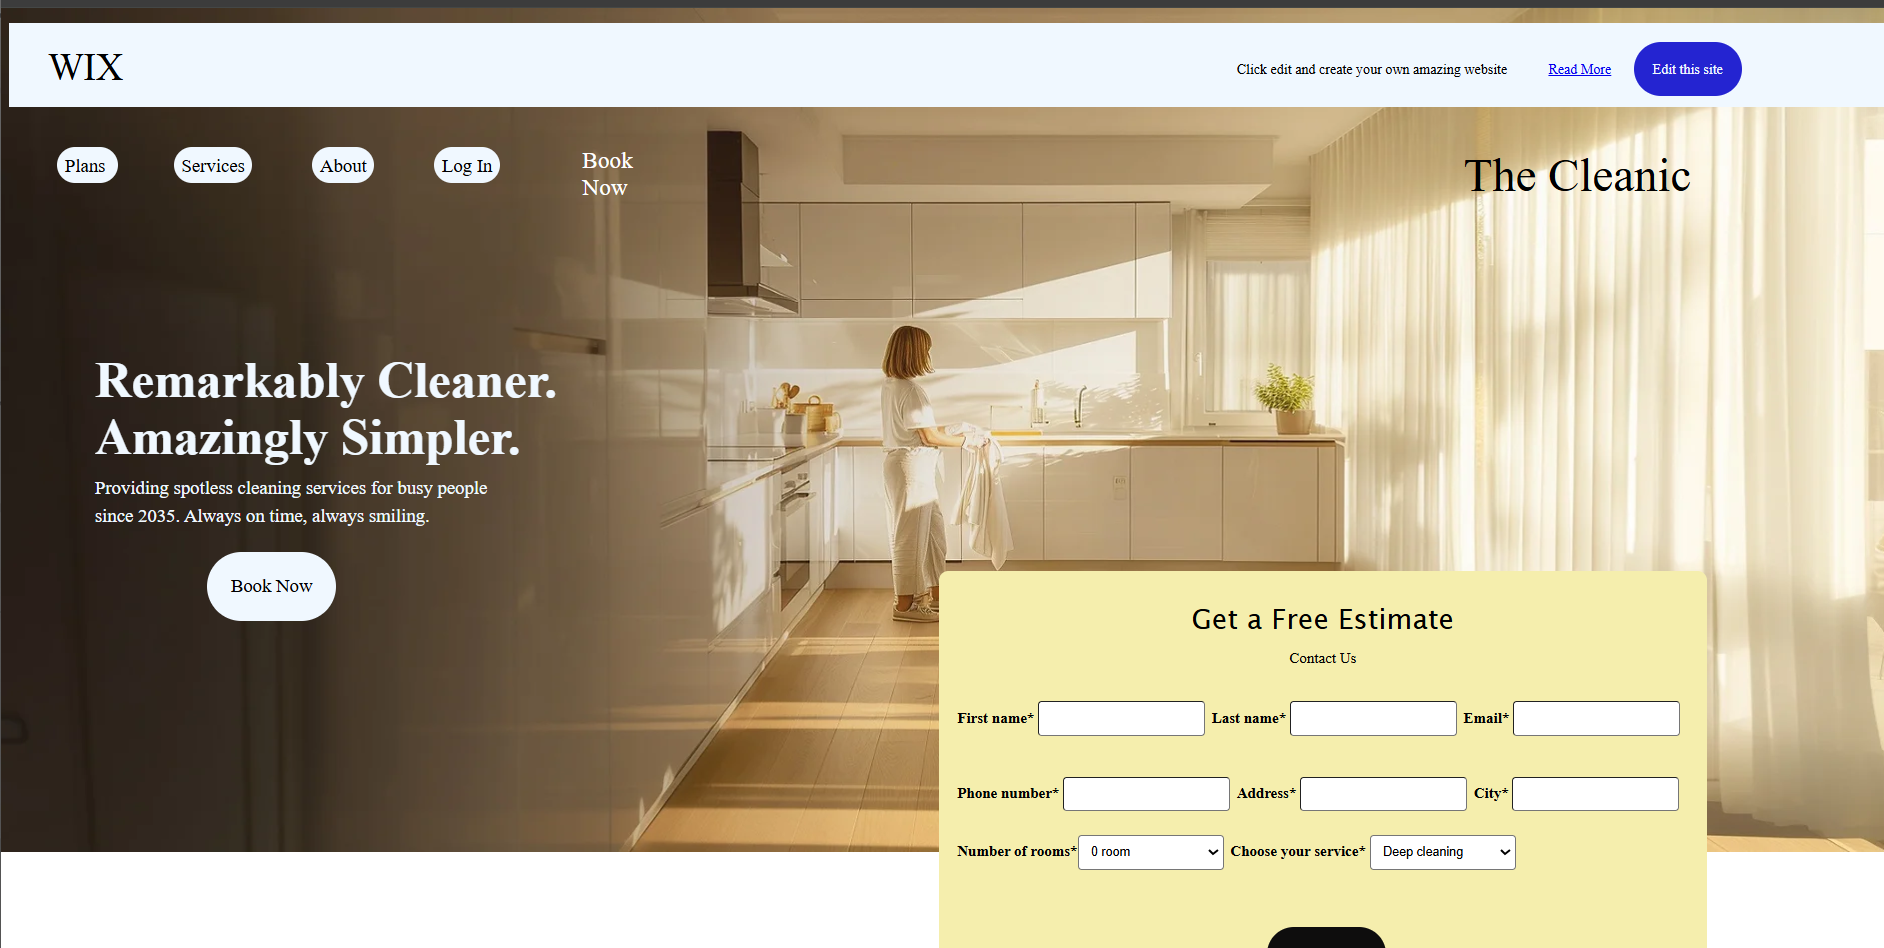 WIX
Click edit and create your own amazing website
Read More
Edit this site
Plans
Services
About
Log In
Book
Now
The Cleanic
Remarkably Cleaner.
Amazingly Simpler.
Providing spotless cleaning services for busy people
since 2035. Always on time, always smiling.
Book Now
Get a Free Estimate
Contact Us
First name*
Last name*
Email*
Phone number*
Address*
City*
Number of rooms*
0 room
Choose your service*
Deep cleaning